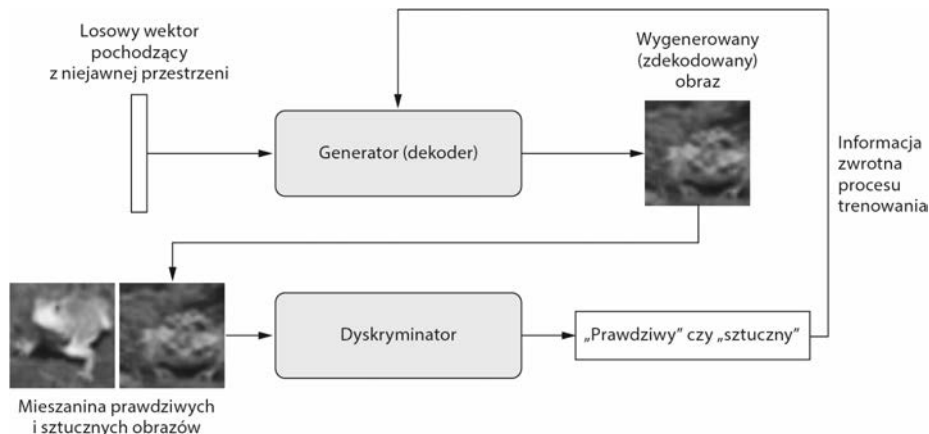 Losowy wektor
pochodzący
z niejawnej przestrzeni
Generator (dekoder)
Wygenerowany
(zdekodowany)
obraz
Informacja
zwrotna
procesu
trenowania
Dyskryminator
„Prawdziwy” czy „sztuczny”
Mieszanina prawdziwych
i sztucznych obrazów